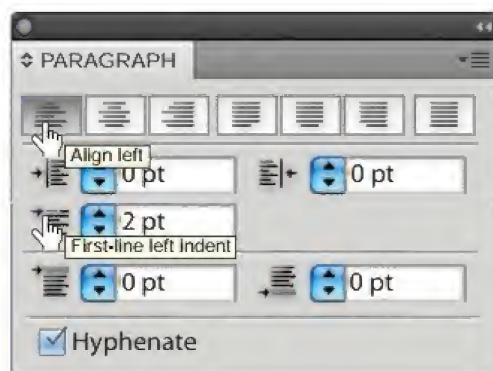 PARAGRAPH
Align left
0 pt
0 pt
2 pt
First-line left indent
0 pt
0 pt
Hyphenate